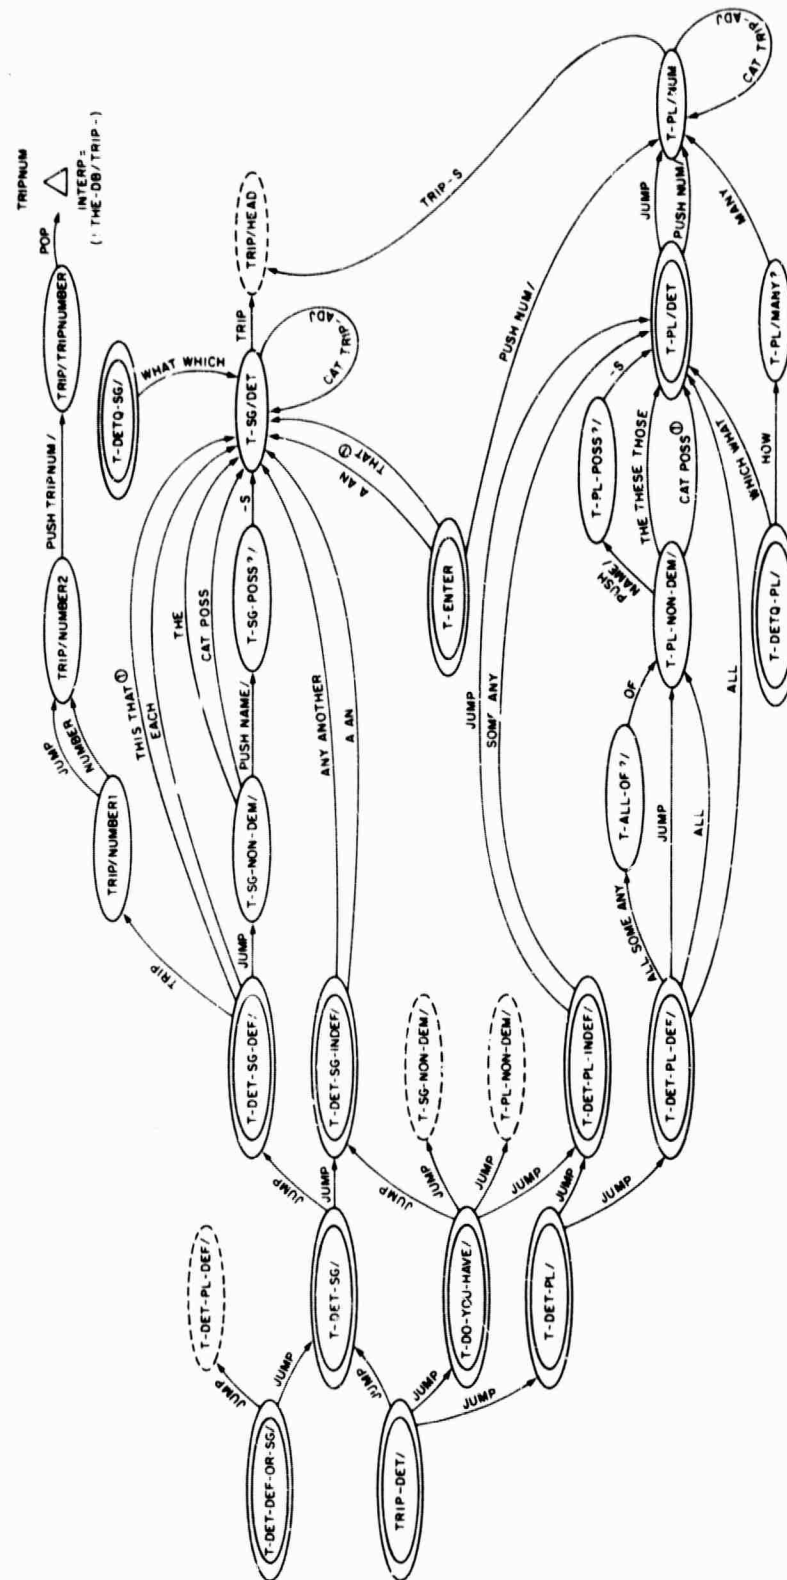 TRIPNUM
POP
INTERP=
(! THE-DB/TRIP-)
TRIP/TRIPNUMBER
PUSH TRIPNUM/
TRIP/NUMBER2
JUMP
NUMBER
TRIP/NUMBER1
TRIP
T-DETQ-SG/
WHAT WHICH
TRIP/HEAD
TRIP
T-SG/DET
CAT TRIP-ADJ
THIS THAT①
EACH
THE
CAT POSS
-S
T-SG-POSS?/
PUSH NAME/
T-SG-NON-DEM/
JUMP
T-DET-SG-DEF/
ANY ANOTHER
A AN
T-DET-SG-INDEF/
T-DET-PL-DEF/
JUMP
JUMP
T-DET-DEF-OR-SG/
T-DET-SG/
JUMP
JUMP
TRIP-DET/
JUMP
JUMP
JUMP
T-DO-YOU-HAVE/
JUMP
JUMP
JUMP
JUMP
T-SG-NON-DEM/
T-PL-NON-DEM/
T-DET-PL/
JUMP
JUMP
T-DET-PL-INDEF/
T-DET-PL-DEF/
T-ENTER
A AN
THAT①
PUSH NUM/
TRIP-S
JUMP
SOME ANY
ALL SOME ANY
T-ALL-OF?/
OF
JUMP
ALL
ALL
T-PL-NON-DEM/
PUSH NAME/
T-PL-POSS?/
-S
THE THESE THOSE
CAT POSS①
WHICH WHAT
T-DETQ-PL/
HOW
T-PL/MANY?
MANY
T-PL/DET
JUMP
PUSH NUM/
T-PL/NUM
CAT TRIP-ADJ